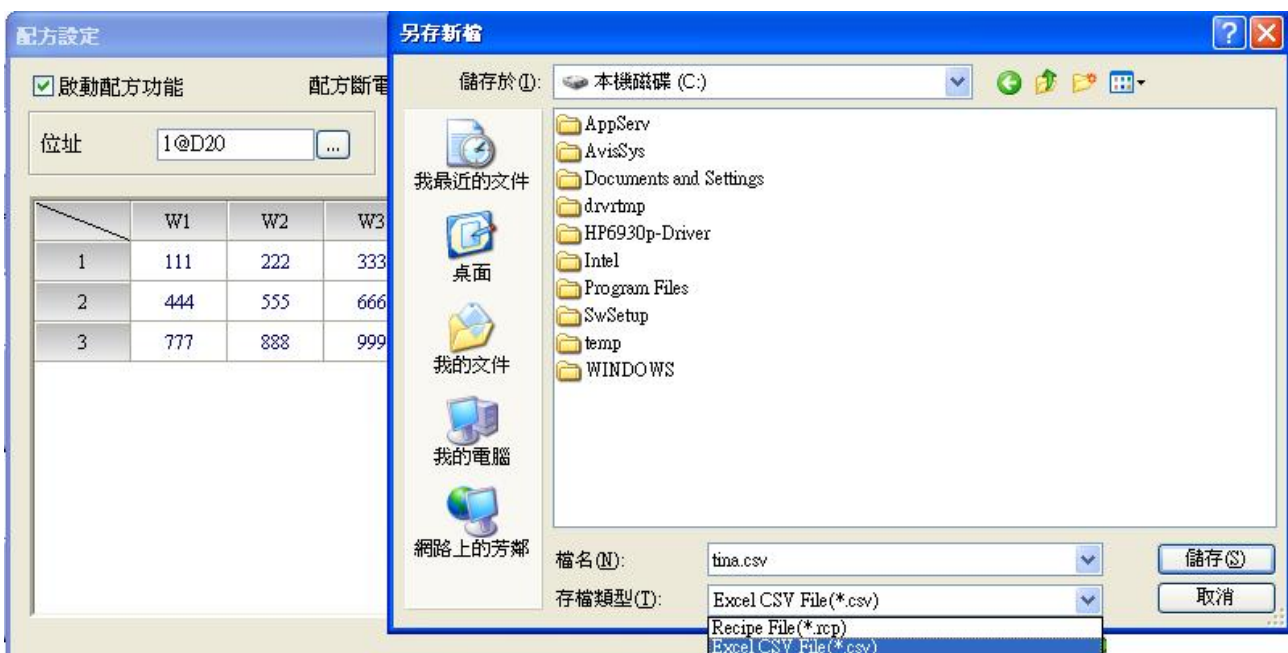 配方設定
啟動配方功能
配方斷電
位址
1@D20
...
W1 W2 W3
1 111 222 333
2 444 555 666
3 777 888 999
另存新檔
儲存於(I):
本機磁碟 (C:)
我最近的文件
桌面
我的文件
我的電腦
網路上的芳鄰
AppServ
AvisSys
Documents and Settings
drvrtmp
HP6930p-Driver
Intel
Program Files
SwSetup
temp
WINDOWS
檔名(N):
tina.csv
儲存(S)
存檔類型(T):
Excel CSV File(*.csv)
取消
Recipe File(*.rcp)
Excel CSV File(*.csv)